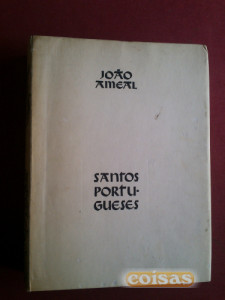 JOÃO
AMEAL
SANTOS
PORTU-
GUESES
coisas